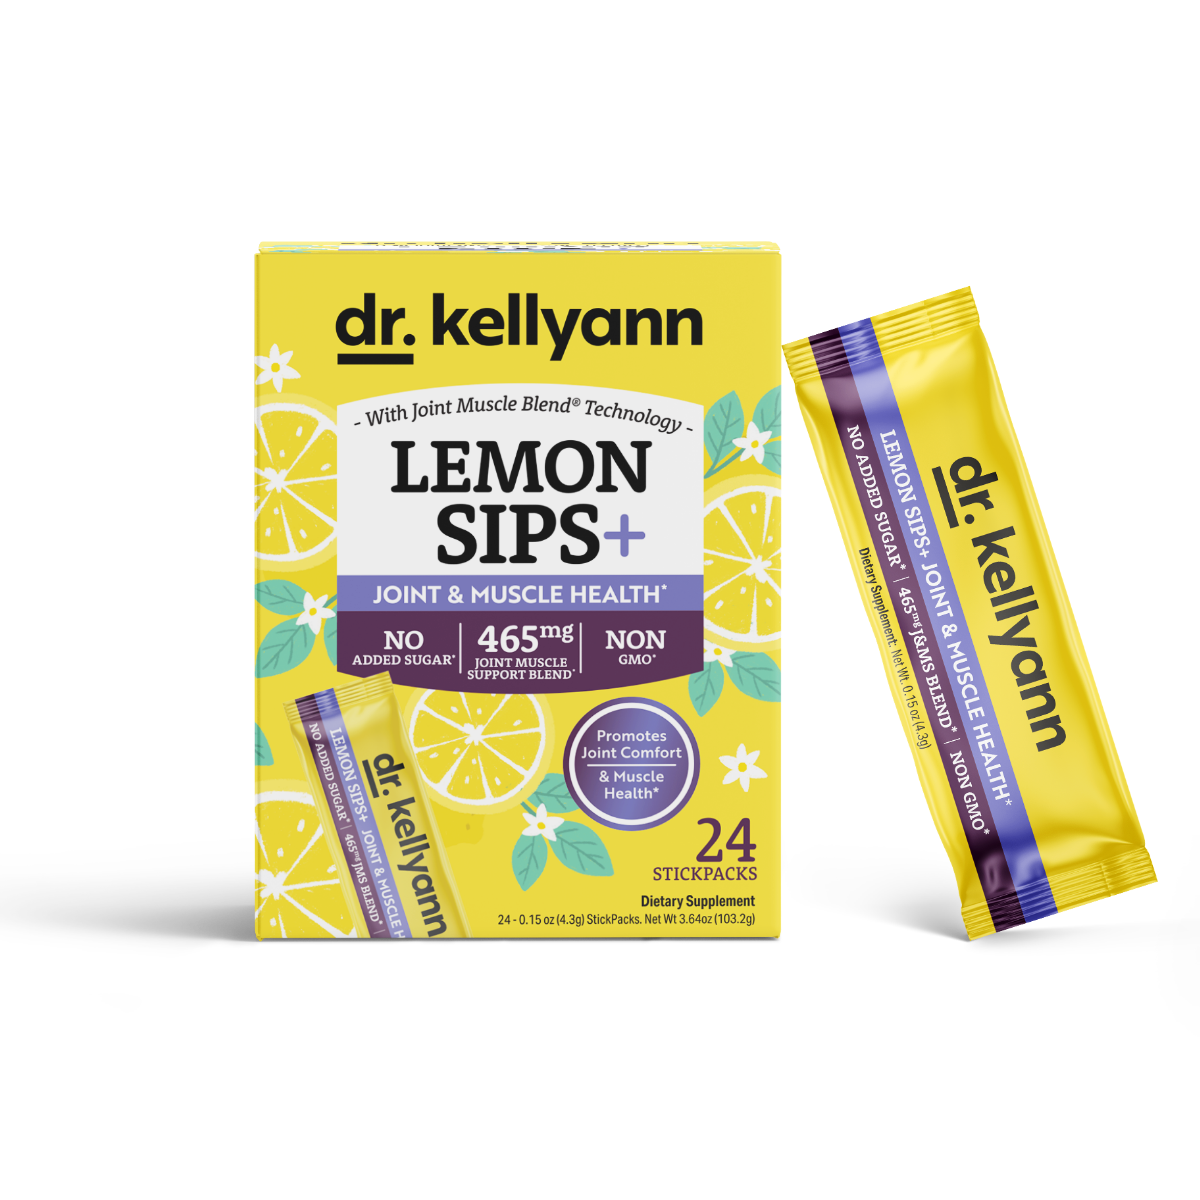 dr. kellyann
- With Joint Muscle Blend® Technology -
LEMON
SIPS+
JOINT & MUSCLE HEALTH*
NO
ADDED SUGAR*
465mg
JOINT MUSCLE
SUPPORT BLEND*
NON
GMO*
Promotes
Joint Comfort
& Muscle
Health*
24
STICKPACKS
Dietary Supplement
24 - 0.15 oz (4.3g) StickPacks. Net Wt 3.64oz (103.2g)
dr. kellyann
LEMON SIPS+ JOINT & MUSCLE H
NO ADDED SUGAR* | 465mg JMS BLEND* |
dr. kellyann
LEMON SIPS+ JOINT & MUSCLE HEALTH*
NO ADDED SUGAR* | 465mg J&MS BLEND* | NON GMO*
Dietary Supplement: Net Wt. 0.15 oz (4.3g)